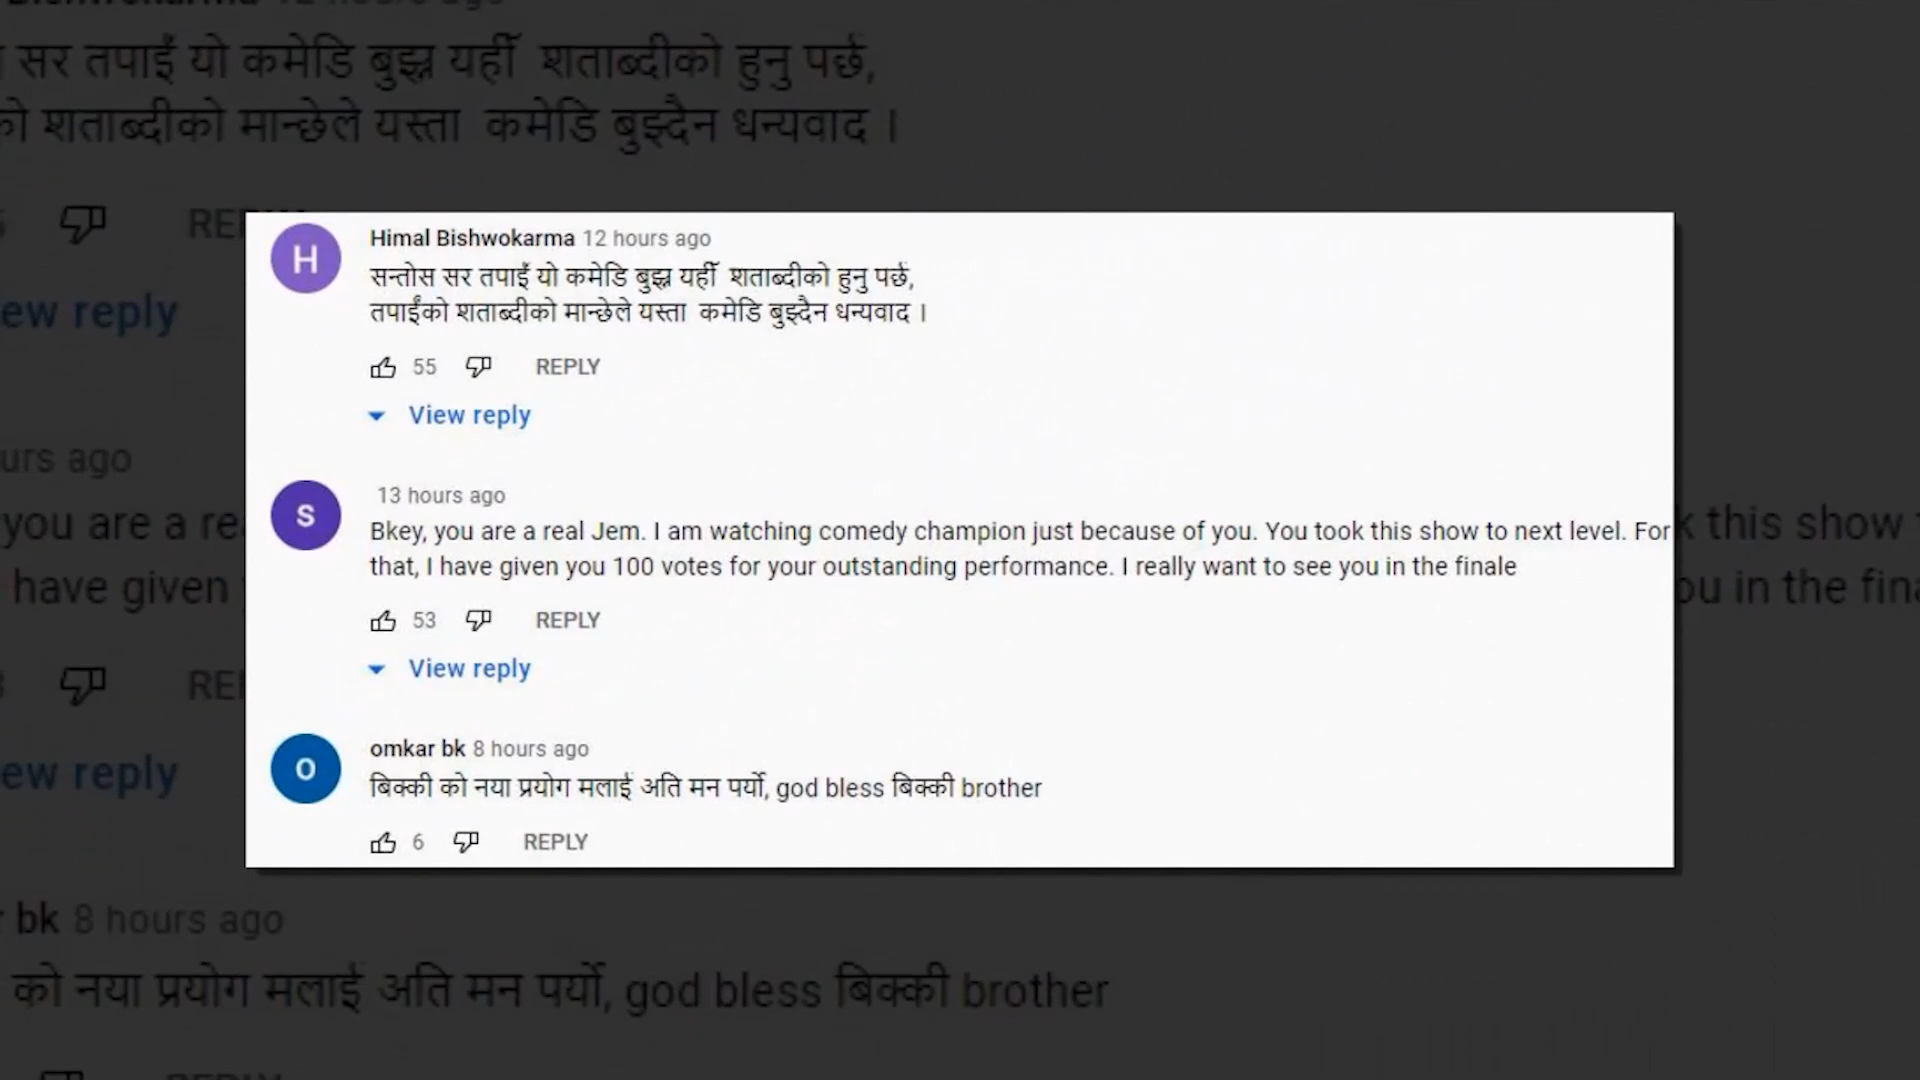 Himal Bishwokarma 12 hours ago
सन्तोस सर तपाईं यो कमेडि बुझ्न यहीँ शताब्दीको हुनु पर्छ,
तपाईंको शताब्दीको मान्छेले यस्ता कमेडि बुझ्दैन धन्यवाद ।
55 REPLY
View reply
S
13 hours ago
Bkey, you are a real Jem. I am watching comedy champion just because of you. You took this show to next level. For
that, I have given you 100 votes for your outstanding performance. I really want to see you in the finale
53 REPLY
View reply
omkar bk 8 hours ago
बिक्की को नया प्रयोग मलाई अति मन पर्यो, god bless बिक्की brother
6 REPLY